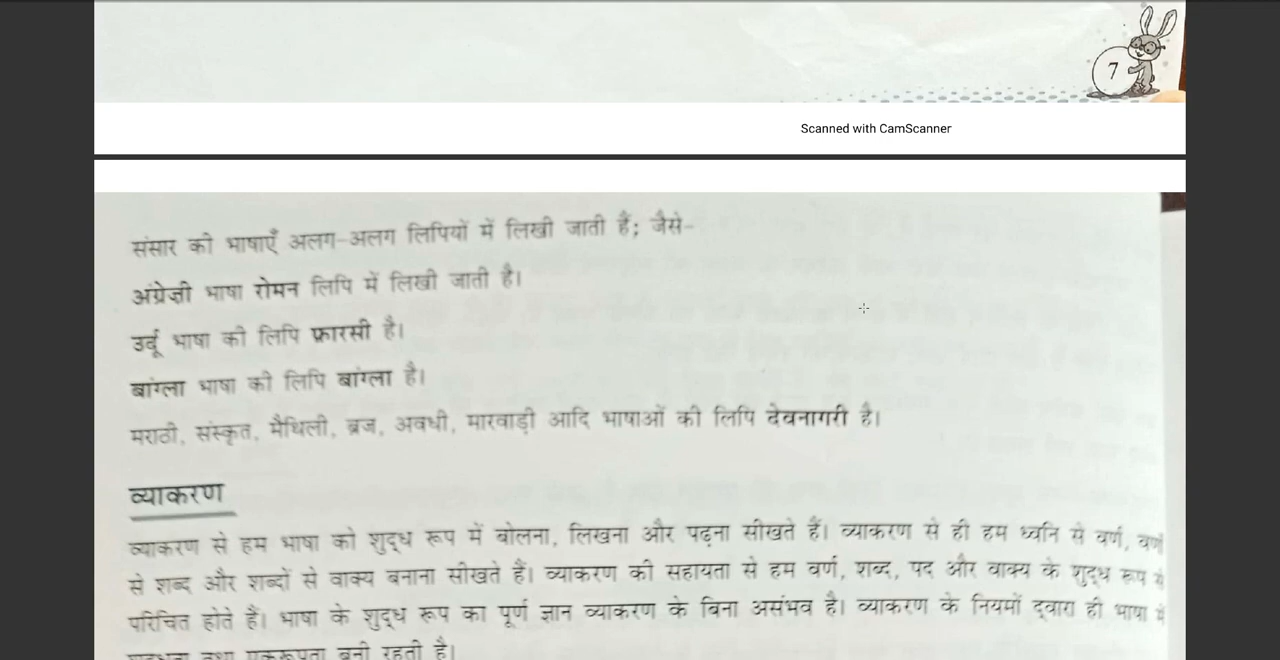 7
Scanned with CamScanner
संसार की भाषाएँ अलग-अलग लिपियों में लिखी जाती हैं; जैसे-
अंग्रेज़ी भाषा रोमन लिपि में लिखी जाती है।
उर्दू भाषा की लिपि फ़ारसी है।
बांग्ला भाषा की लिपि बांग्ला है।
मराठी, संस्कृत, मैथिली, ब्रज, अवधी, मारवाड़ी आदि भाषाओं की लिपि देवनागरी है।
व्याकरण
व्याकरण से हम भाषा को शुद्ध रूप में बोलना, लिखना और पढ़ना सीखते हैं। व्याकरण से ही हम ध्वनि से वर्ण, वर्ण
से शब्द और शब्दों से वाक्य बनाना सीखते हैं। व्याकरण की सहायता से हम वर्ण, शब्द, पद और वाक्य के शुद्ध रूप से
परिचित होते हैं। भाषा के शुद्ध रूप का पूर्ण ज्ञान व्याकरण के बिना असंभव है। व्याकरण के नियमों द्वारा ही भाषा में
तथा एकरूपता बनी रहती है।